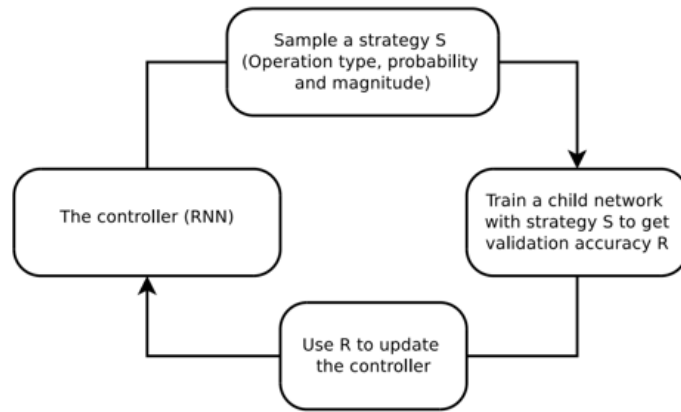 Sample a strategy S
(Operation type, probability
and magnitude)
The controller (RNN)
Train a child network
with strategy S to get
validation accuracy R
Use R to update
the controller